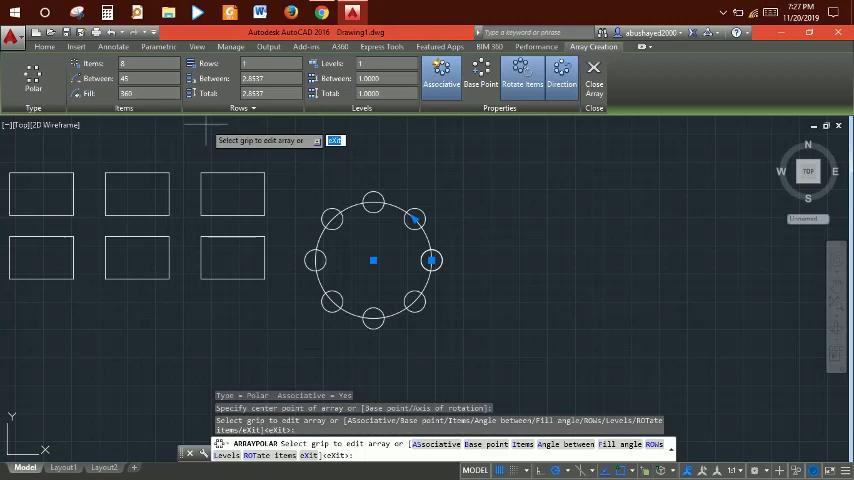 7:27 PM
11/20/2019
Autodesk AutoCAD 2016 Drawing1.dwg
Type a keyword or phrase
abushayed2000
Home Insert Annotate Parametric View Manage Output Add-ins A360 Express Tools Featured Apps BIM 360 Performance Array Creation
Items: 8 Rows: 1 Levels: 1
Between: 45 Between: 2.8537 Between: 1.0000
Fill: 360 Total: 2.8537 Total: 1.0000
Polar Associative Base Point Rotate Items Direction Close Array
Type Items Rows Levels Properties Close
[−][Top][2D Wireframe]
Select grip to edit array or eXit
N
W TOP E
S
Unnamed
Type = Polar Associative = Yes
Specify center point of array or [Base point/Axis of rotation]:
Select grip to edit array or [ASsociative/Base point/Items/Angle between/Fill angle/ROWs/Levels/ROTate
items/eXit]<eXit>:
ARRAYPOLAR Select grip to edit array or [ASsociative Base point Items Angle between Fill angle ROWs
Levels ROTate items eXit]<eXit>:
Y
X
Model Layout1 Layout2 +
MODEL 1:1